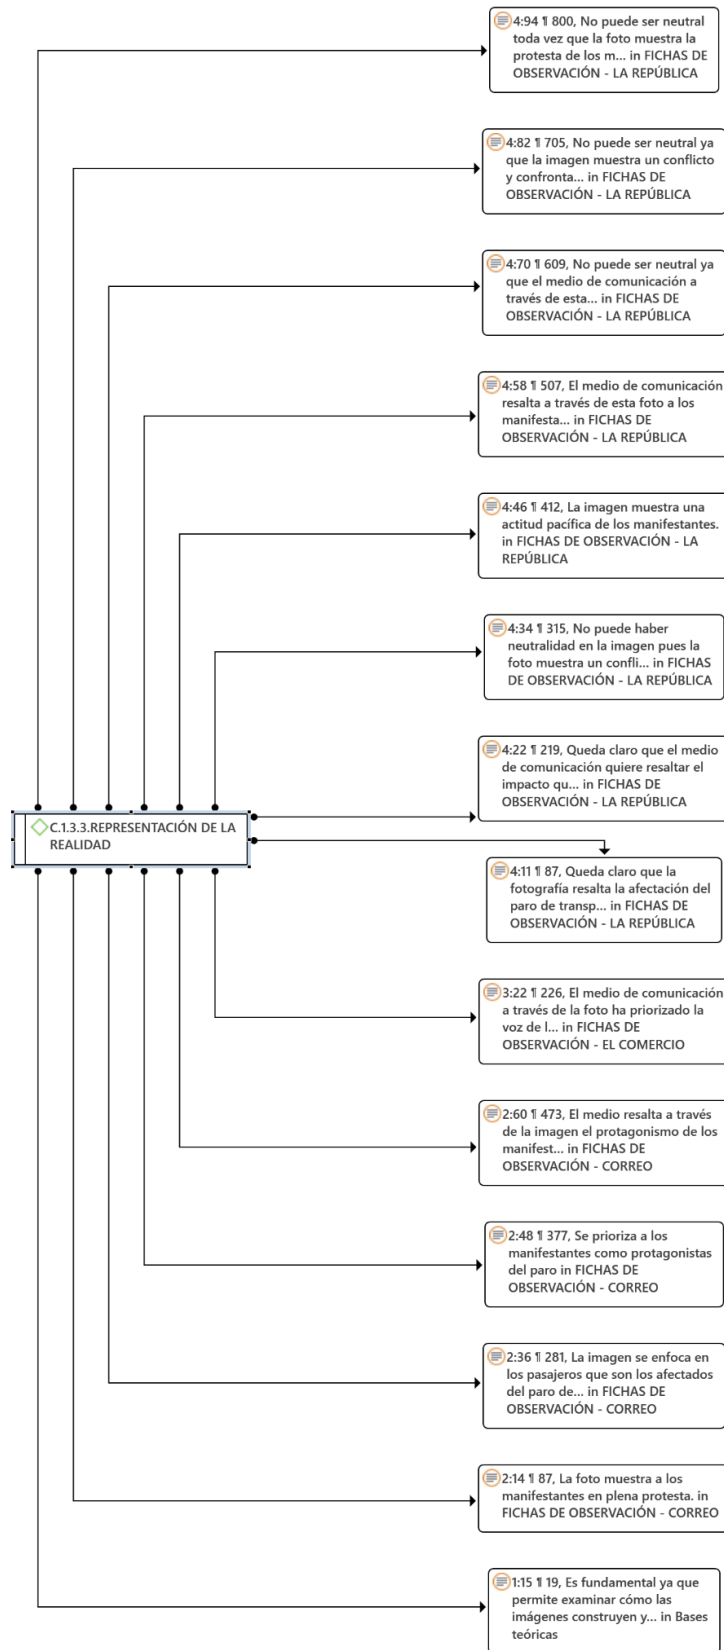 4:94 ¶ 800, No puede ser neutral
toda vez que la foto muestra la
protesta de los m... in FICHAS DE
OBSERVACIÓN - LA REPÚBLICA
4:82 ¶ 705, No puede ser neutral ya
que la imagen muestra un conflicto
y confronta... in FICHAS DE
OBSERVACIÓN - LA REPÚBLICA
4:70 ¶ 609, No puede ser neutral ya
que el medio de comunicación a
través de esta... in FICHAS DE
OBSERVACIÓN - LA REPÚBLICA
4:58 ¶ 507, El medio de comunicación
resalta a través de esta foto a los
manifesta... in FICHAS DE
OBSERVACIÓN - LA REPÚBLICA
4:46 ¶ 412, La imagen muestra una
actitud pacífica de los manifestantes.
in FICHAS DE OBSERVACIÓN - LA
REPÚBLICA
4:34 ¶ 315, No puede haber
neutralidad en la imagen pues la
foto muestra un confli... in FICHAS
DE OBSERVACIÓN - LA REPÚBLICA
4:22 ¶ 219, Queda claro que el medio
de comunicación quiere resaltar el
impacto qu... in FICHAS DE
OBSERVACIÓN - LA REPÚBLICA
C.1.3.3.REPRESENTACIÓN DE LA
REALIDAD
4:11 ¶ 87, Queda claro que la
fotografía resalta la afectación del
paro de transp... in FICHAS DE
OBSERVACIÓN - LA REPÚBLICA
3:22 ¶ 226, El medio de comunicación
a través de la foto ha priorizado la
voz de l... in FICHAS DE
OBSERVACIÓN - EL COMERCIO
2:60 ¶ 473, El medio resalta a través
de la imagen el protagonismo de los
manifest... in FICHAS DE
OBSERVACIÓN - CORREO
2:48 ¶ 377, Se prioriza a los
manifestantes como protagonistas
del paro in FICHAS DE
OBSERVACIÓN - CORREO
2:36 ¶ 281, La imagen se enfoca en
los pasajeros que son los afectados
del paro de... in FICHAS DE
OBSERVACIÓN - CORREO
2:14 ¶ 87, La foto muestra a los
manifestantes en plena protesta. in
FICHAS DE OBSERVACIÓN - CORREO
1:15 ¶ 19, Es fundamental ya que
permite examinar cómo las
imágenes construyen y... in Bases
teóricas